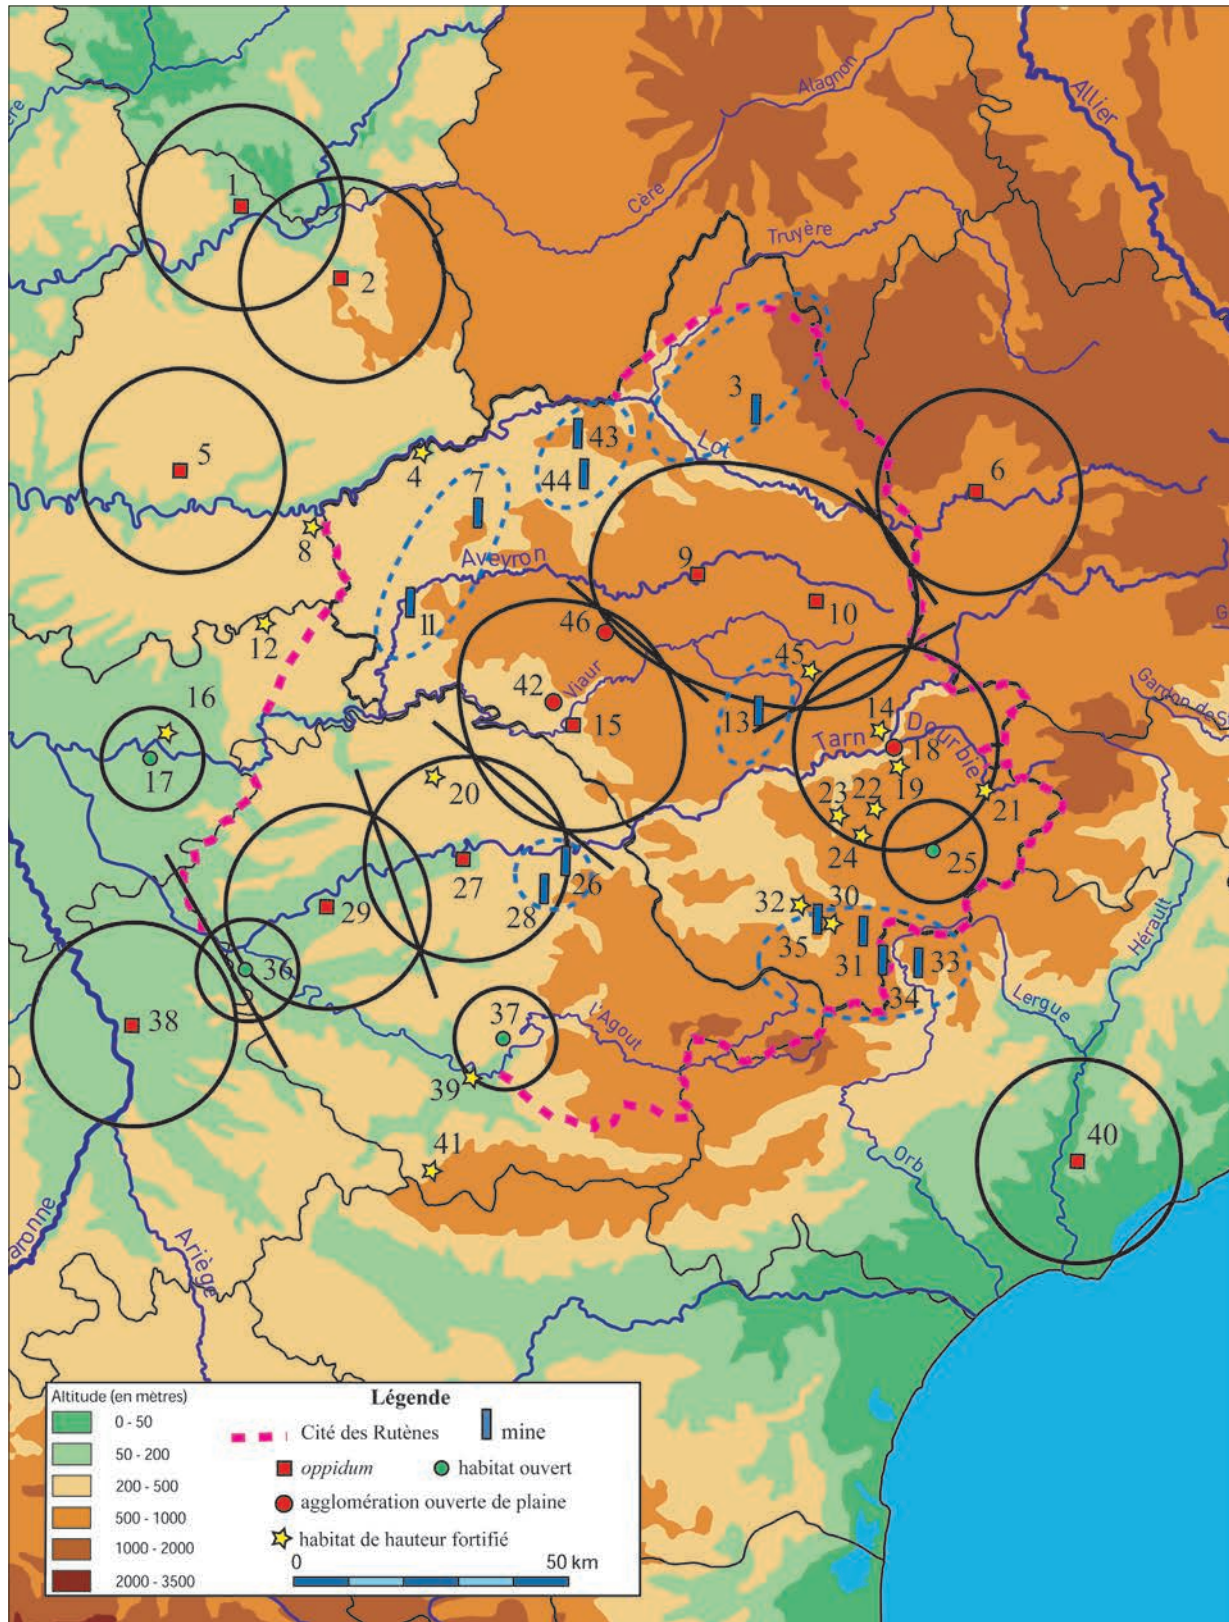 Alagnon
Allier
ère
Cère
Truyère
1
2
3
Lot
43
5
4
7
44
6
8
Aveyron
9
10
11
12
46
G
45
Gardon de S
42
Viaur
16
15
13
14
Dourbie
Tarn
18
17
20
19
21
22
23
24
25
27
26
28
29
32
30
35
31
33
34
Hérault
36
Lergue
38
37
l'Agout
39
40
41
Orb
aronne
Ariège
Altitude (en mètres)
0 - 50
50 - 200
200 - 500
500 - 1000
1000 - 2000
2000 - 3500
Légende
Cité des Rutènes
mine
oppidum
habitat ouvert
agglomération ouverte de plaine
habitat de hauteur fortifié
0
50 km